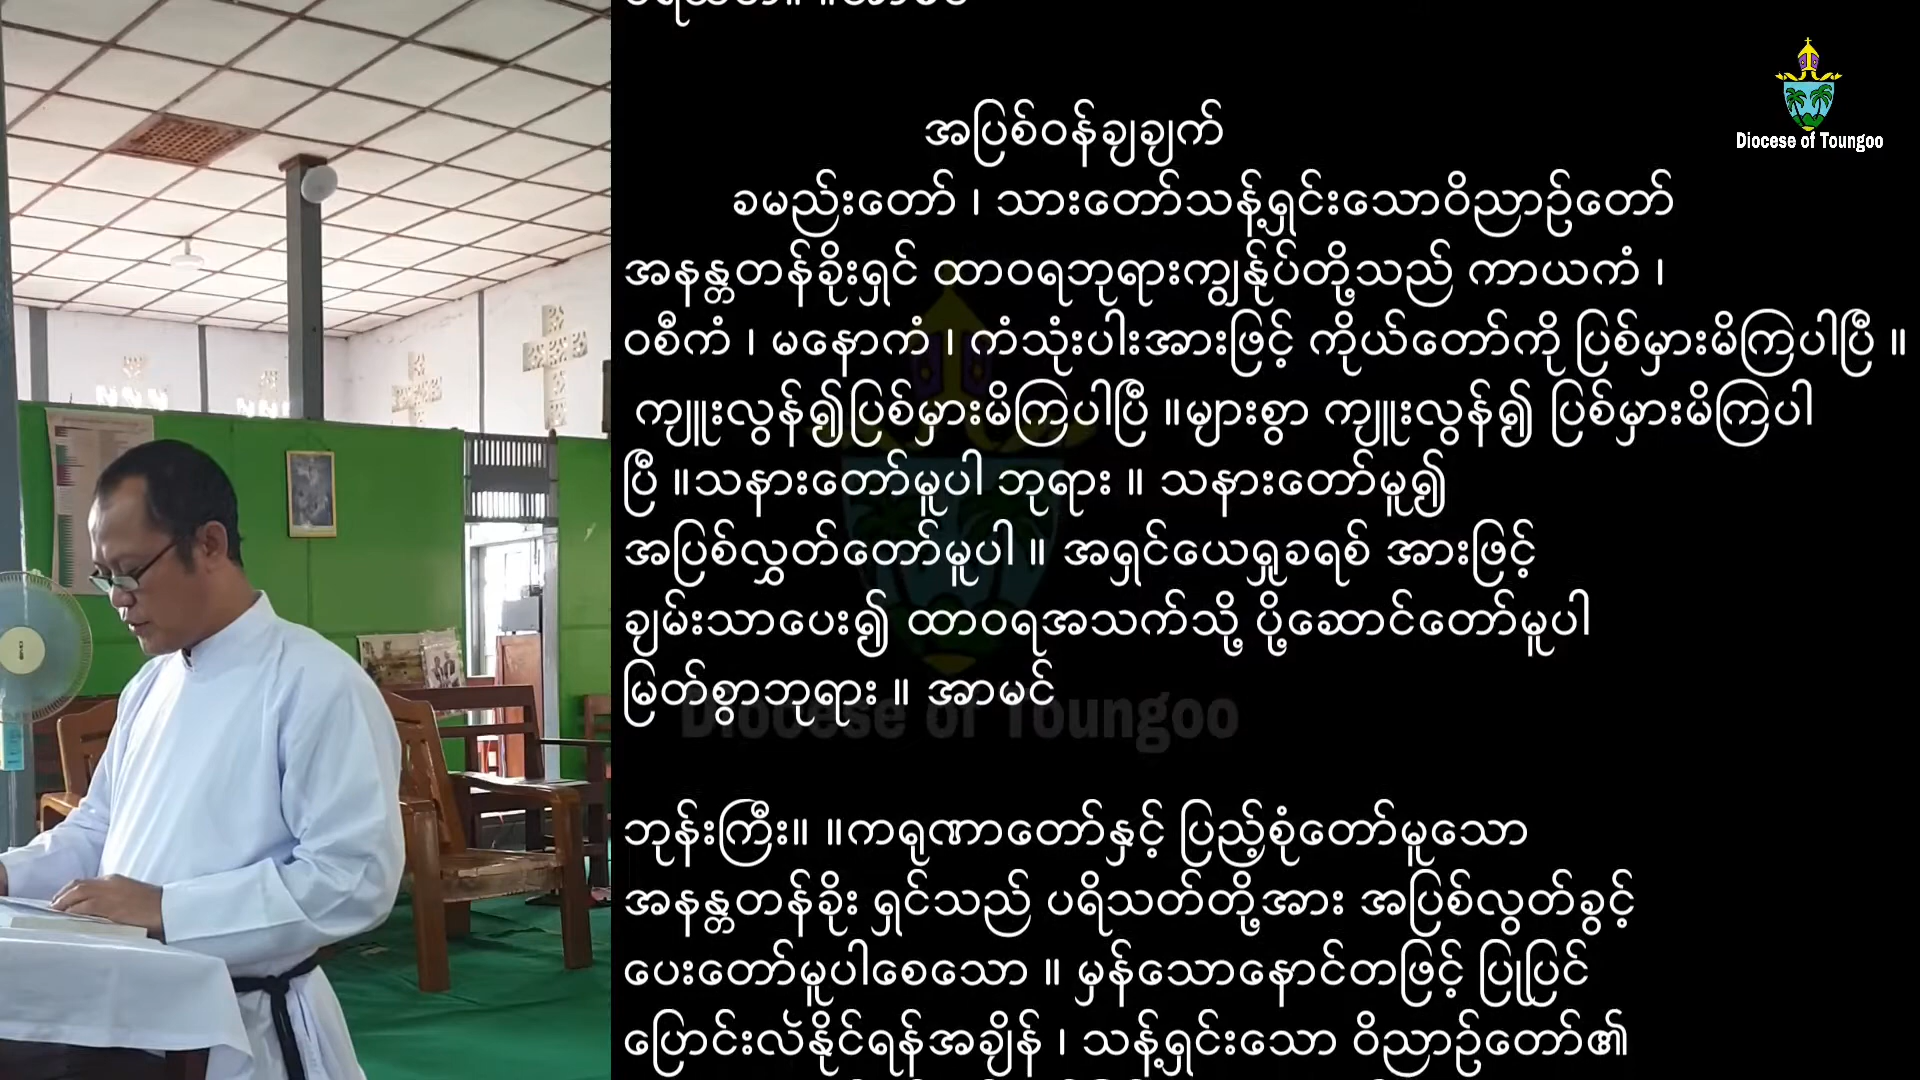 Diocese of Toungoo
အပြစ်ဝန်ချချက်
ခမည်းတော် ၊ သားတော်သန့်ရှင်းသောဝိညာဉ်တော်
အနန္တတန်ခိုးရှင် ထာဝရဘုရားကျွန်ုပ်တို့သည် ကာယကံ ၊
ဝစီကံ ၊ မနောကံ ၊ ကံသုံးပါးအားဖြင့် ကိုယ်တော်ကို ပြစ်မှားမိကြပါပြီ ။
ကျူးလွန်၍ပြစ်မှားမိကြပါပြီ ။များစွာ ကျူးလွန်၍ ပြစ်မှားမိကြပါ
ပြီ ။သနားတော်မူပါ ဘုရား ။ သနားတော်မူ၍
အပြစ်လွှတ်တော်မူပါ ။ အရှင်ယေရှုခရစ် အားဖြင့်
ချမ်းသာပေး၍ ထာဝရအသက်သို့ ပို့ဆောင်တော်မူပါ
မြတ်စွာဘုရား ။ အာမင်
Diocese of Toungoo
ဘုန်းကြီး။ ။ကရုဏာတော်နှင့် ပြည့်စုံတော်မူသော
အနန္တတန်ခိုး ရှင်သည် ပရိသတ်တို့အား အပြစ်လွတ်ခွင့်
ပေးတော်မူပါစေသော ။ မှန်သောနောင်တဖြင့် ပြုပြင်
ပြောင်းလဲနိုင်ရန်အချိန် ၊ သန့်ရှင်းသော ဝိညာဉ်တော်၏